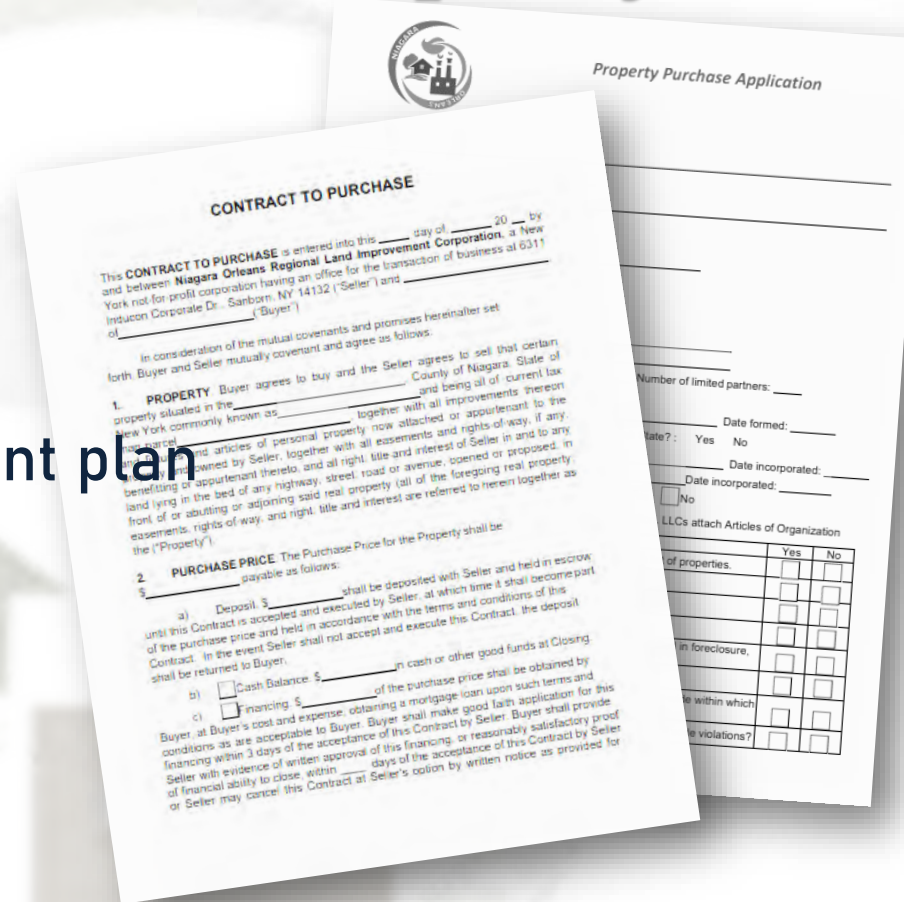 NIAGARA
ORLEANS
Property Purchase Application
Number of limited partners:
Date formed:
tate? : Yes No
Date incorporated:
Date incorporated:
No
LLCs attach Articles of Organization
Yes No
of properties.
in foreclosure,
e within which
e violations?
nt plan
CONTRACT TO PURCHASE
This CONTRACT TO PURCHASE is entered into this ____ day of, ____ 20 __ by
and between Niagara Orleans Regional Land Improvement Corporation, a New
York not-for-profit corporation having an office for the transaction of business at 6311
Inducon Corporate Dr., Sanborn, NY 14132 ("Seller") and ____
of ____ ("Buyer")
In consideration of the mutual covenants and promises hereinafter set
forth, Buyer and Seller mutually covenant and agree as follows:
1. PROPERTY. Buyer agrees to buy and the Seller agrees to sell that certain
property situated in the ____ County of Niagara, State of
New York commonly known as ____ and being all of current tax
map parcel ____, together with all improvements thereon
and fixtures and articles of personal property now attached or appurtenant to the
and owned by Seller, together with all easements and rights-of-way, if any,
benefitting or appurtenant thereto, and all right, title and interest of Seller in and to any
land lying in the bed of any highway, street, road or avenue, opened or proposed, in
front of or abutting or adjoining said real property (all of the foregoing real property,
easements, rights of way, and right, title and interest are referred to herein together as
the ("Property").
2. PURCHASE PRICE. The Purchase Price for the Property shall be
$ ____ payable as follows:
a) Deposit. $ ____ shall be deposited with Seller and held in escrow
until this Contract is accepted and executed by Seller, at which time it shall become part
of the purchase price and held in accordance with the terms and conditions of this
Contract. In the event Seller shall not accept and execute this Contract, the deposit
shall be returned to Buyer.
b) Cash Balance. $ ____ in cash or other good funds at Closing.
c) Financing. $ ____ of the purchase price shall be obtained by
Buyer, at Buyer's cost and expense, obtaining a mortgage loan upon such terms and
conditions as are acceptable to Buyer. Buyer shall make good faith application for this
financing within 3 days of the acceptance of this Contract by Seller. Buyer shall provide
Seller with evidence of written approval of this financing, or reasonably satisfactory proof
of financial ability to close, within ____ days of the acceptance of this Contract by Seller
or Seller may cancel this Contract at Seller's option by written notice as provided for